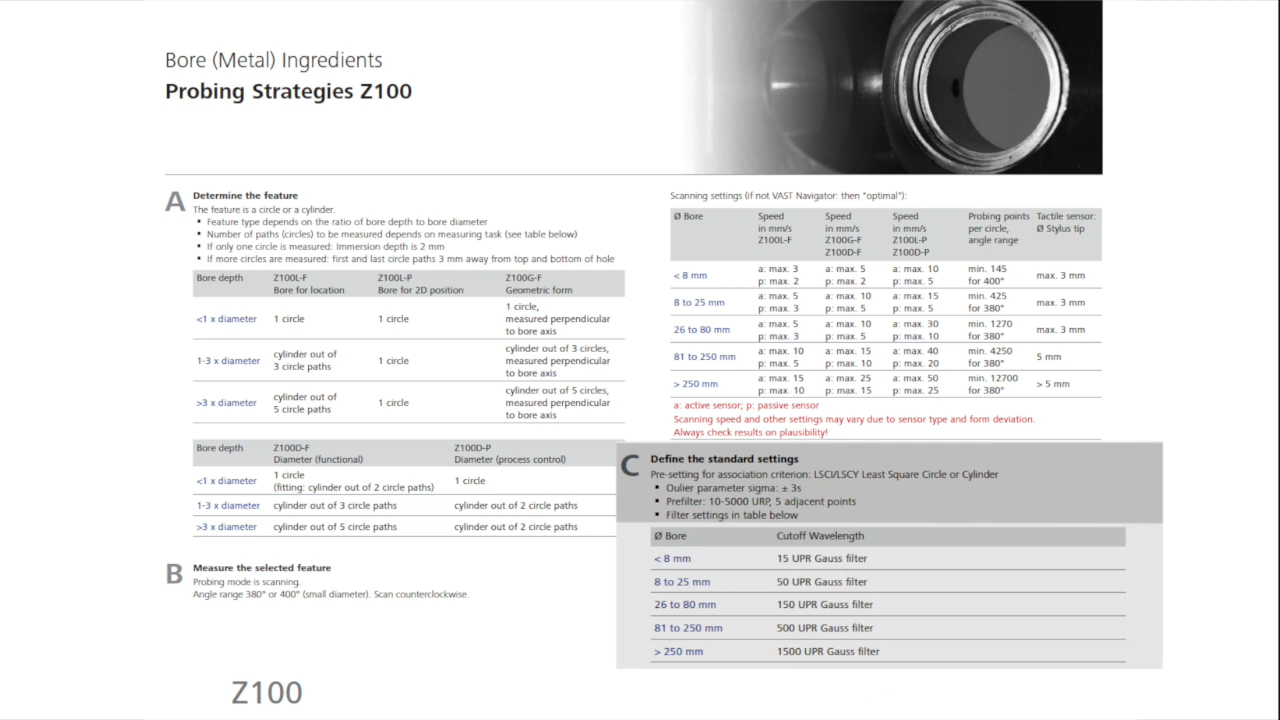 Bore (Metal) Ingredients
Probing Strategies Z100
A
Determine the feature
The feature is a circle or a cylinder.
▪ Feature type depends on the ratio of bore depth to bore diameter
▪ Number of paths (circles) to be measured depends on measuring task (see table below)
▪ If only one circle is measured: Immersion depth is 2 mm
▪ If more circles are measured: first and last circle paths 3 mm away from top and bottom of hole
Bore depth Z100L-F Z100L-P Z100G-F
Bore for location Bore for 2D position Geometric form
<1 x diameter 1 circle 1 circle 1 circle,
measured perpendicular
to bore axis
1-3 x diameter cylinder out of 1 circle cylinder out of 3 circles,
3 circle paths measured perpendicular
to bore axis
>3 x diameter cylinder out of 1 circle cylinder out of 5 circles,
5 circle paths measured perpendicular
to bore axis
Bore depth Z100D-F Z100D-P
Diameter (functional) Diameter (process control)
<1 x diameter 1 circle 1 circle
(fitting: cylinder out of 2 circle paths)
1-3 x diameter cylinder out of 3 circle paths cylinder out of 2 circle paths
>3 x diameter cylinder out of 5 circle paths cylinder out of 2 circle paths
B
Measure the selected feature
Probing mode is scanning.
Angle range 380° or 400° (small diameter). Scan counterclockwise.
Scanning settings (if not VAST Navigator: then "optimal"):
Ø Bore Speed Speed Speed Probing points Tactile sensor:
in mm/s in mm/s in mm/s per circle, Ø Stylus tip
Z100L-F Z100G-F Z100L-P angle range
Z100D-F Z100D-P
< 8 mm a: max. 3 a: max. 5 a: max. 10 min. 145 max. 3 mm
p: max. 2 p: max. 2 p: max. 5 for 400°
8 to 25 mm a: max. 5 a: max. 10 a: max. 15 min. 425 max. 3 mm
p: max. 3 p: max. 5 p: max. 5 for 380°
26 to 80 mm a: max. 5 a: max. 10 a: max. 30 min. 1270 max. 3 mm
p: max. 3 p: max. 5 p: max. 10 for 380°
81 to 250 mm a: max. 10 a: max. 15 a: max. 40 min. 4250 5 mm
p: max. 5 p: max. 10 p: max. 20 for 380°
> 250 mm a: max. 15 a: max. 25 a: max. 50 min. 12700 > 5 mm
p: max. 10 p: max. 15 p: max. 25 for 380°
a: active sensor; p: passive sensor
Scanning speed and other settings may vary due to sensor type and form deviation.
Always check results on plausibility!
C
Define the standard settings
Pre-setting for association criterion: LSCI/LSCY Least Square Circle or Cylinder
▪ Oulier parameter sigma: ± 3s
▪ Prefilter: 10-5000 URP, 5 adjacent points
▪ Filter settings in table below
Ø Bore Cutoff Wavelength
< 8 mm 15 UPR Gauss filter
8 to 25 mm 50 UPR Gauss filter
26 to 80 mm 150 UPR Gauss filter
81 to 250 mm 500 UPR Gauss filter
> 250 mm 1500 UPR Gauss filter
Z100